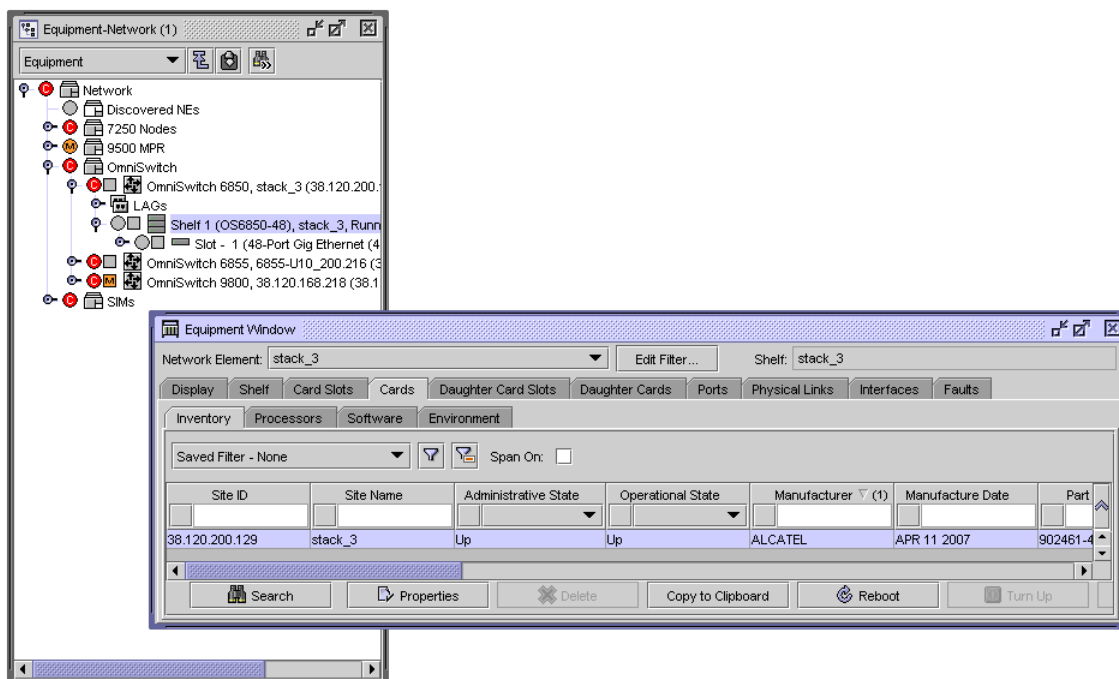 Equipment-Network (1)
Equipment
C Network
Discovered NEs
C 7250 Nodes
M 9500 MPR
C OmniSwitch
C OmniSwitch 6850, stack_3 (38.120.200.
LAGs
Shelf 1 (OS6850-48), stack_3, Runn
Slot - 1 (48-Port Gig Ethernet (4
C OmniSwitch 6855, 6855-U10_200.216 (3
C M OmniSwitch 9800, 38.120.168.218 (38.1
C SIMs
Equipment Window
Network Element: stack_3 Edit Filter... Shelf: stack_3
Display Shelf Card Slots Cards Daughter Card Slots Daughter Cards Ports Physical Links Interfaces Faults
Inventory Processors Software Environment
Saved Filter - None Span On:
Site ID Site Name Administrative State Operational State Manufacturer (1) Manufacture Date Part
38.120.200.129 stack_3 Up Up ALCATEL APR 11 2007 902461-4
Search Properties Delete Copy to Clipboard Reboot Turn Up